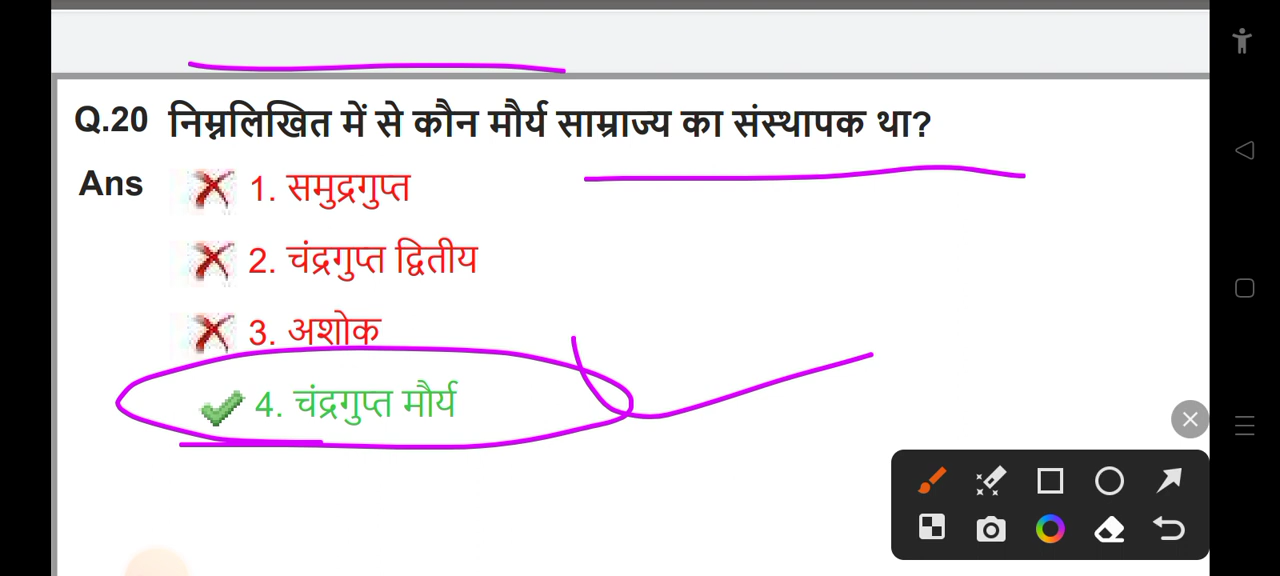 Q.20 निम्नलिखित में से कौन मौर्य साम्राज्य का संस्थापक था?
Ans 1. समुद्रगुप्त
2. चंद्रगुप्त द्वितीय
3. अशोक
4. चंद्रगुप्त मौर्य